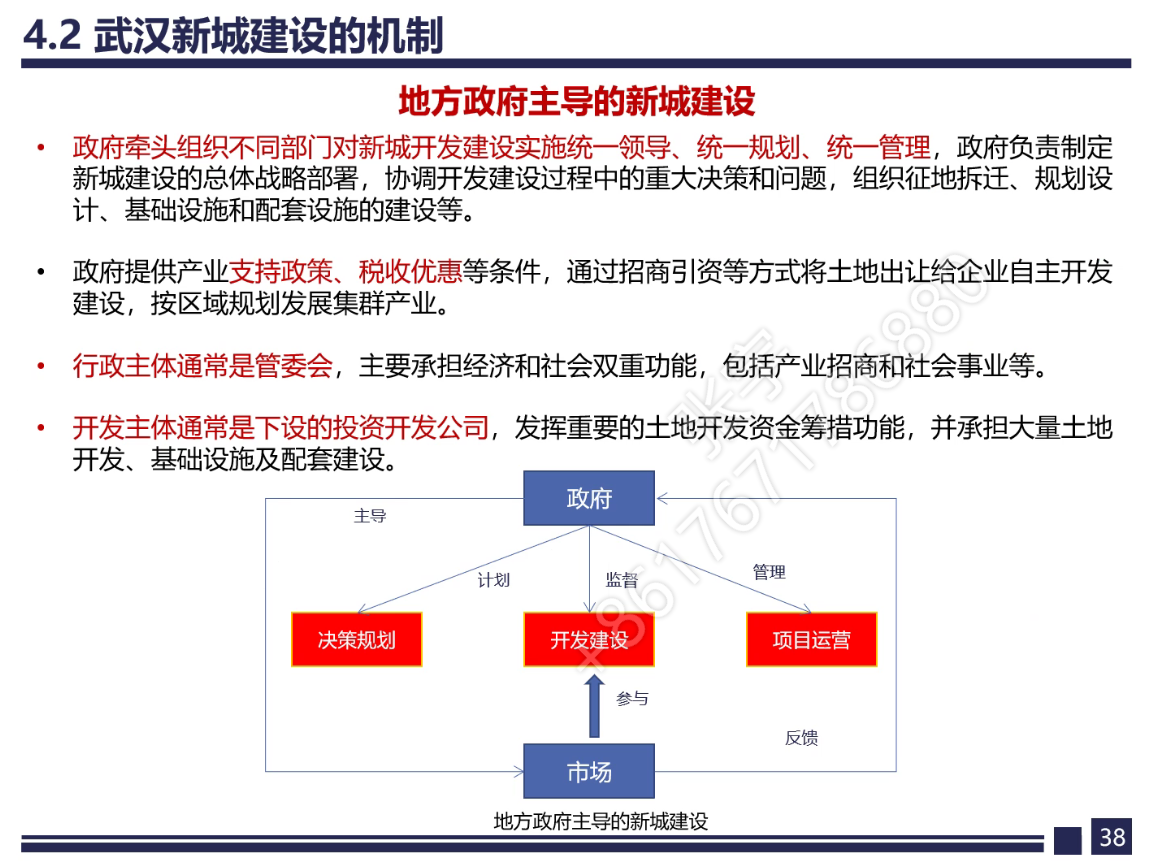 4.2 武汉新城建设的机制
地方政府主导的新城建设
• 政府牵头组织不同部门对新城开发建设实施统一领导、统一规划、统一管理，政府负责制定
新城建设的总体战略部署，协调开发建设过程中的重大决策和问题，组织征地拆迁、规划设
计、基础设施和配套设施的建设等。
• 政府提供产业支持政策、税收优惠等条件，通过招商引资等方式将土地出让给企业自主开发
建设，按区域规划发展集群产业。
• 行政主体通常是管委会，主要承担经济和社会双重功能，包括产业招商和社会事业等。
• 开发主体通常是下设的投资开发公司，发挥重要的土地开发资金筹措功能，并承担大量土地
开发、基础设施及配套建设。
政府
主导
计划
监督
管理
决策规划
开发建设
项目运营
参与
反馈
市场
地方政府主导的新城建设
38
张宇
+8617671786880